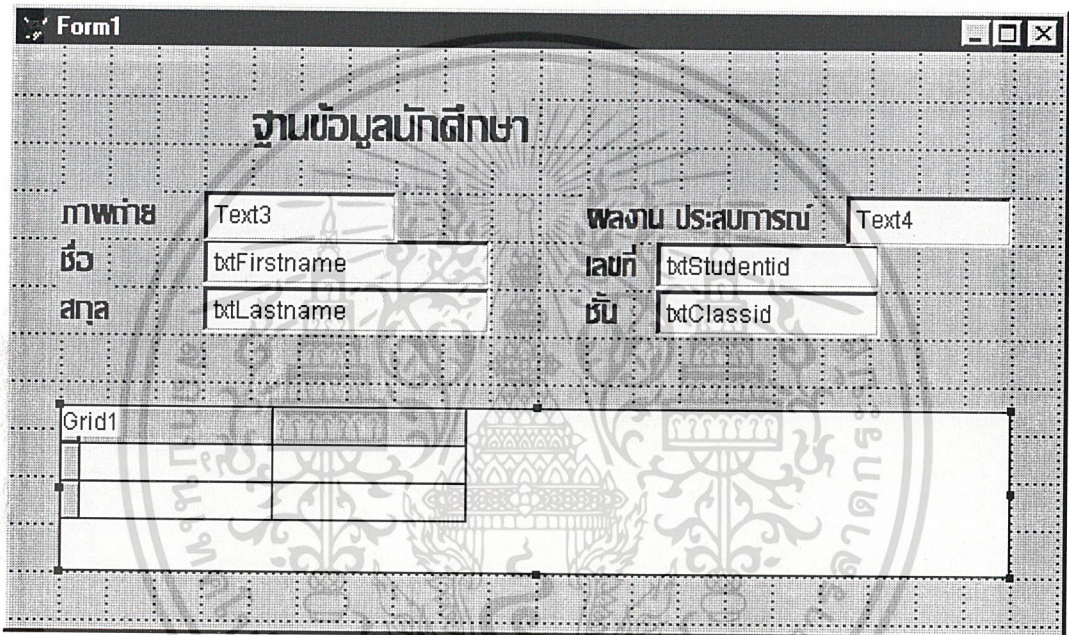 Form1
ฐานข้อมูลนักศึกษา
ภาพถ่าย Text3 ผลงาน ประสบการณ์ Text4
ชื่อ txtFirstname เลขที่ txtStudentid
สกุล txtLastname ชั้น txtClassid
Grid1